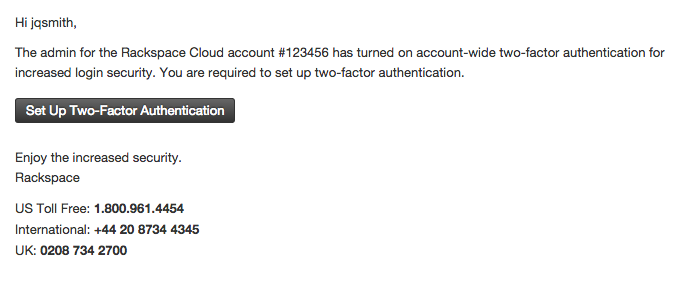 Hi jqsmith,
The admin for the Rackspace Cloud account #123456 has turned on account-wide two-factor authentication for
increased login security. You are required to set up two-factor authentication.
Set Up Two-Factor Authentication
Enjoy the increased security.
Rackspace
US Toll Free: 1.800.961.4454
International: +44 20 8734 4345
UK: 0208 734 2700